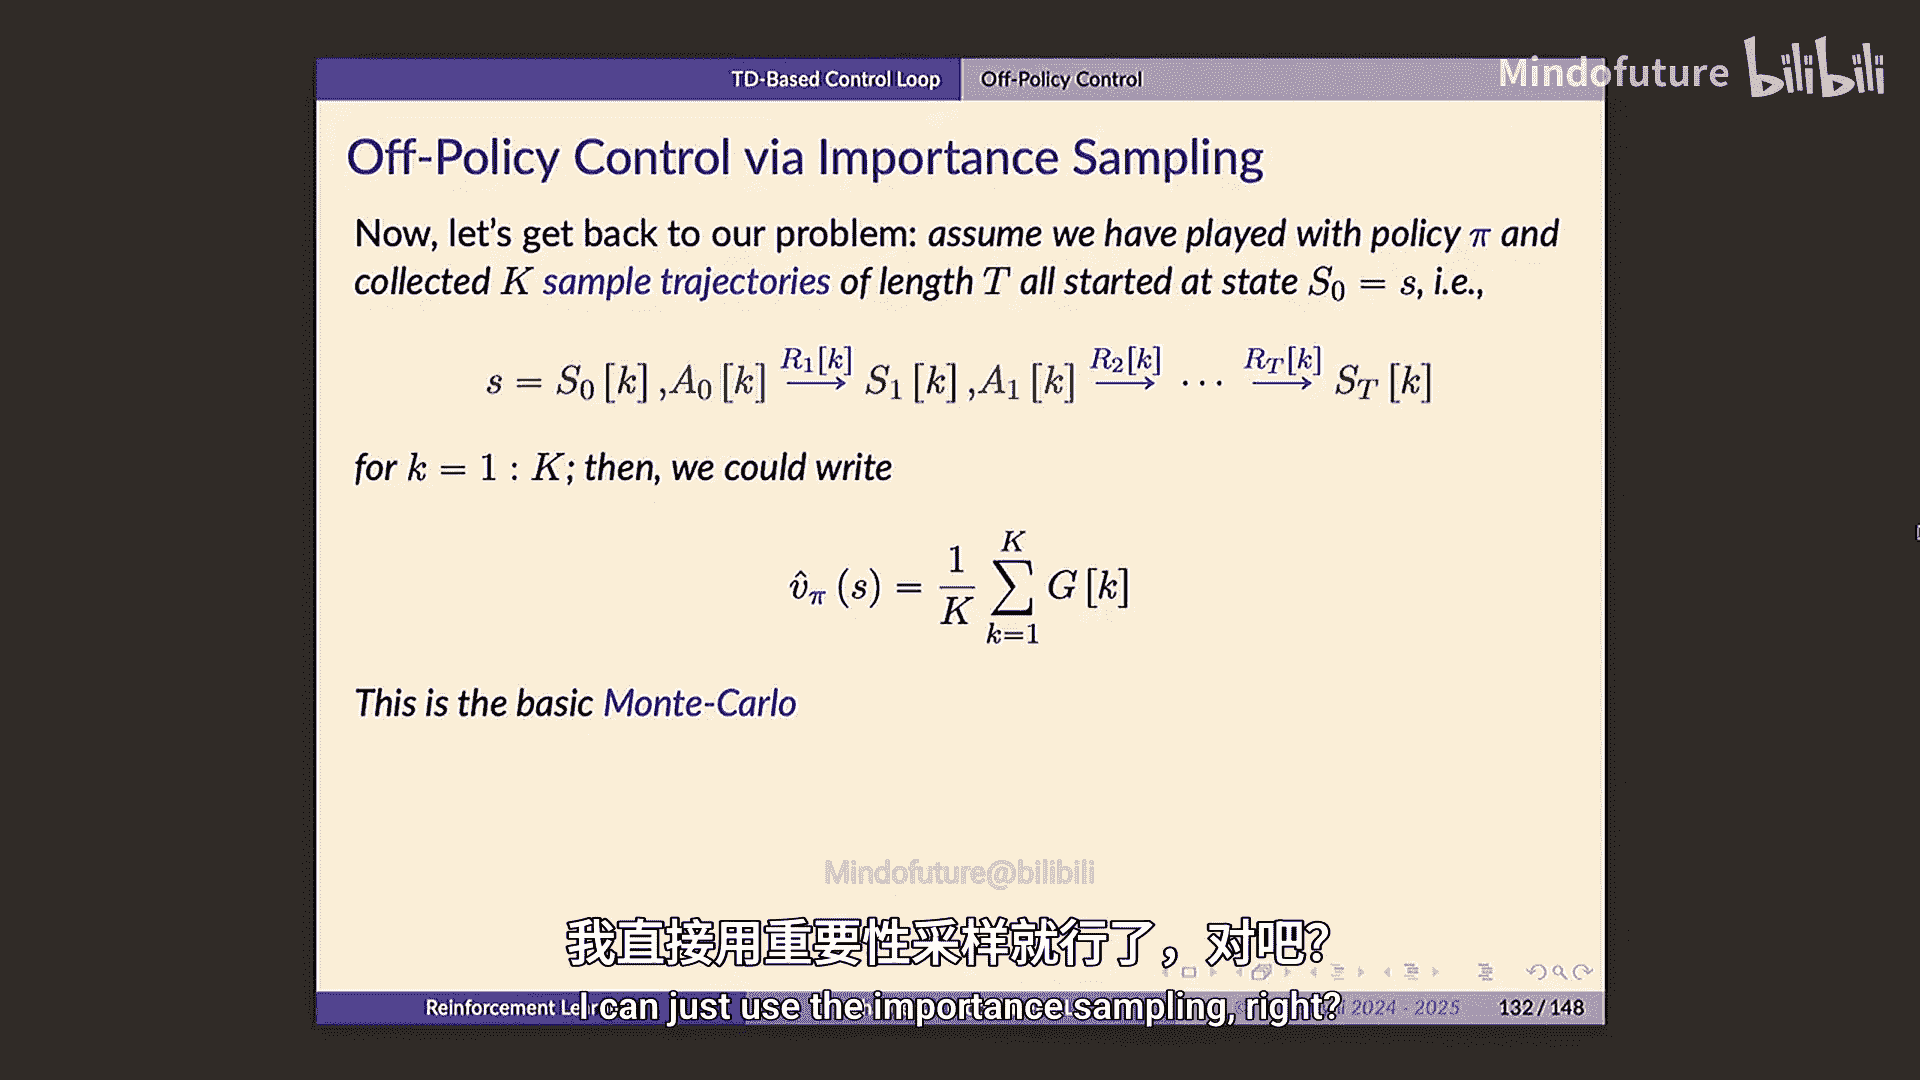 TD-Based Control Loop Off-Policy Control
Mindofuture bilibili
Off-Policy Control via Importance Sampling
Now, let's get back to our problem: assume we have played with policy π and
collected K sample trajectories of length T all started at state S₀ = s, i.e.,
s = S₀ [k] , A₀ [k] R₁[k]⟶ S₁ [k] , A₁ [k] R₂[k]⟶ ⋯ R_T[k]⟶ S_T [k]
for k = 1 : K; then, we could write
v̂_π (s) = 1/K ∑_{k=1}^{K} G [k]
This is the basic Monte-Carlo
Mindofuture@bilibili
我直接用重要性采样就行了，对吧？
I can just use the importance sampling, right?
Reinforcement 2024 - 2025 132 / 148